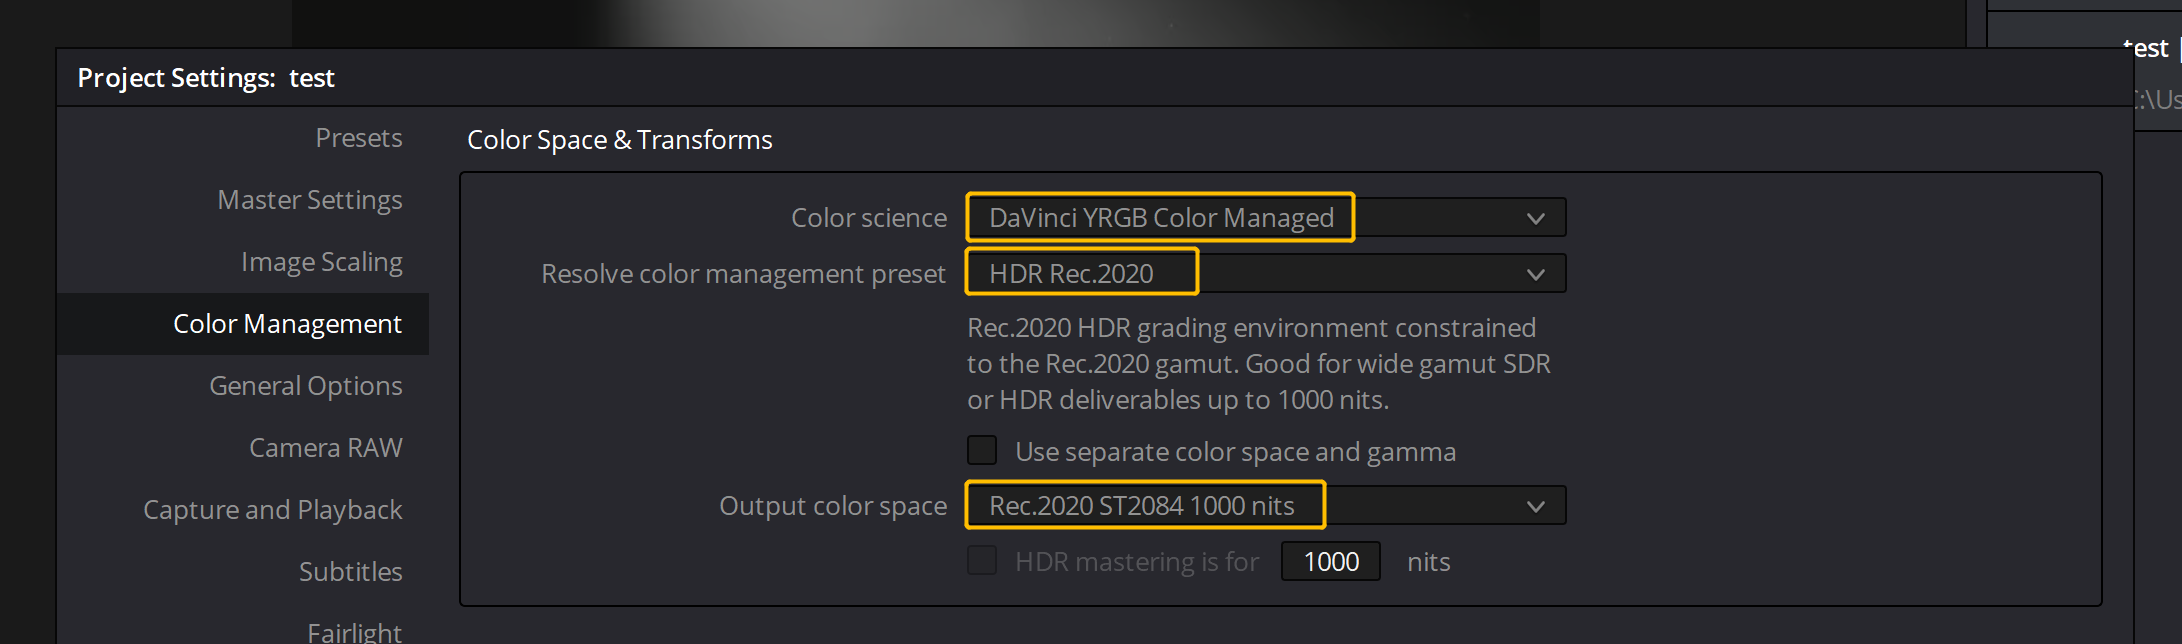 test
Project Settings: test
:\Us
Presets
Color Space & Transforms
Master Settings
Color science DaVinci YRGB Color Managed
Image Scaling
Resolve color management preset HDR Rec.2020
Color Management
Rec.2020 HDR grading environment constrained
to the Rec.2020 gamut. Good for wide gamut SDR
or HDR deliverables up to 1000 nits.
General Options
Camera RAW
Use separate color space and gamma
Capture and Playback
Output color space Rec.2020 ST2084 1000 nits
Subtitles
HDR mastering is for 1000 nits
Fairlight